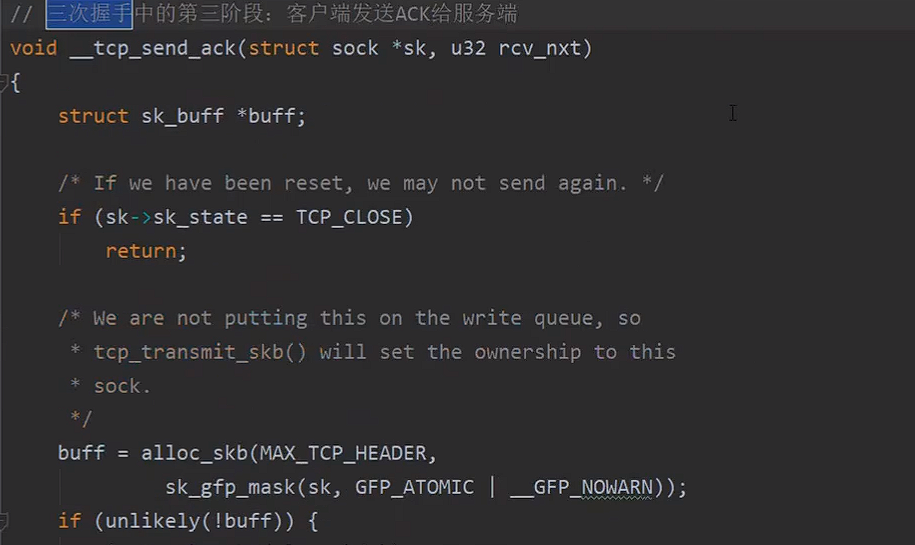 // 三次握手中的第三阶段：客户端发送ACK给服务端
void __tcp_send_ack(struct sock *sk, u32 rcv_nxt)
{
    struct sk_buff *buff;
    /* If we have been reset, we may not send again. */
    if (sk->sk_state == TCP_CLOSE)
        return;
    /* We are not putting this on the write queue, so
     * tcp_transmit_skb() will set the ownership to this
     * sock.
     */
    buff = alloc_skb(MAX_TCP_HEADER,
             sk_gfp_mask(sk, GFP_ATOMIC | __GFP_NOWARN));
    if (unlikely(!buff)) {